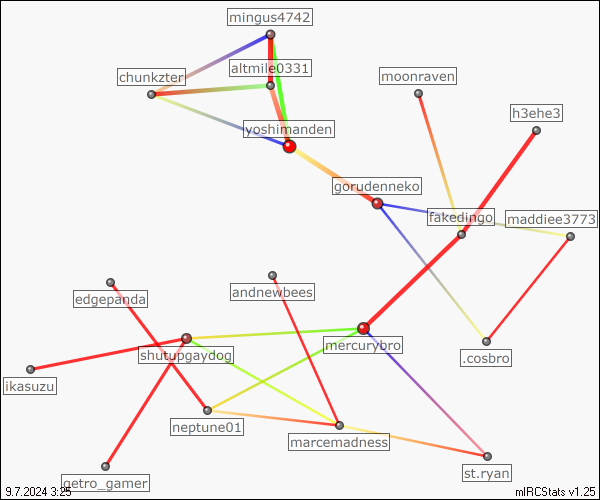 mingus4742
altmile0331
chunkzter
moonraven
h3ehe3
yoshimanden
gorudenneko
fakedingo
maddiee3773
andnewbees
edgepanda
mercurybro
shutupgaydog
.cosbro
ikasuzu
neptune01
marcemadness
st.ryan
getro_gamer
9.7.2024 3:25
mIRCStats v1.25